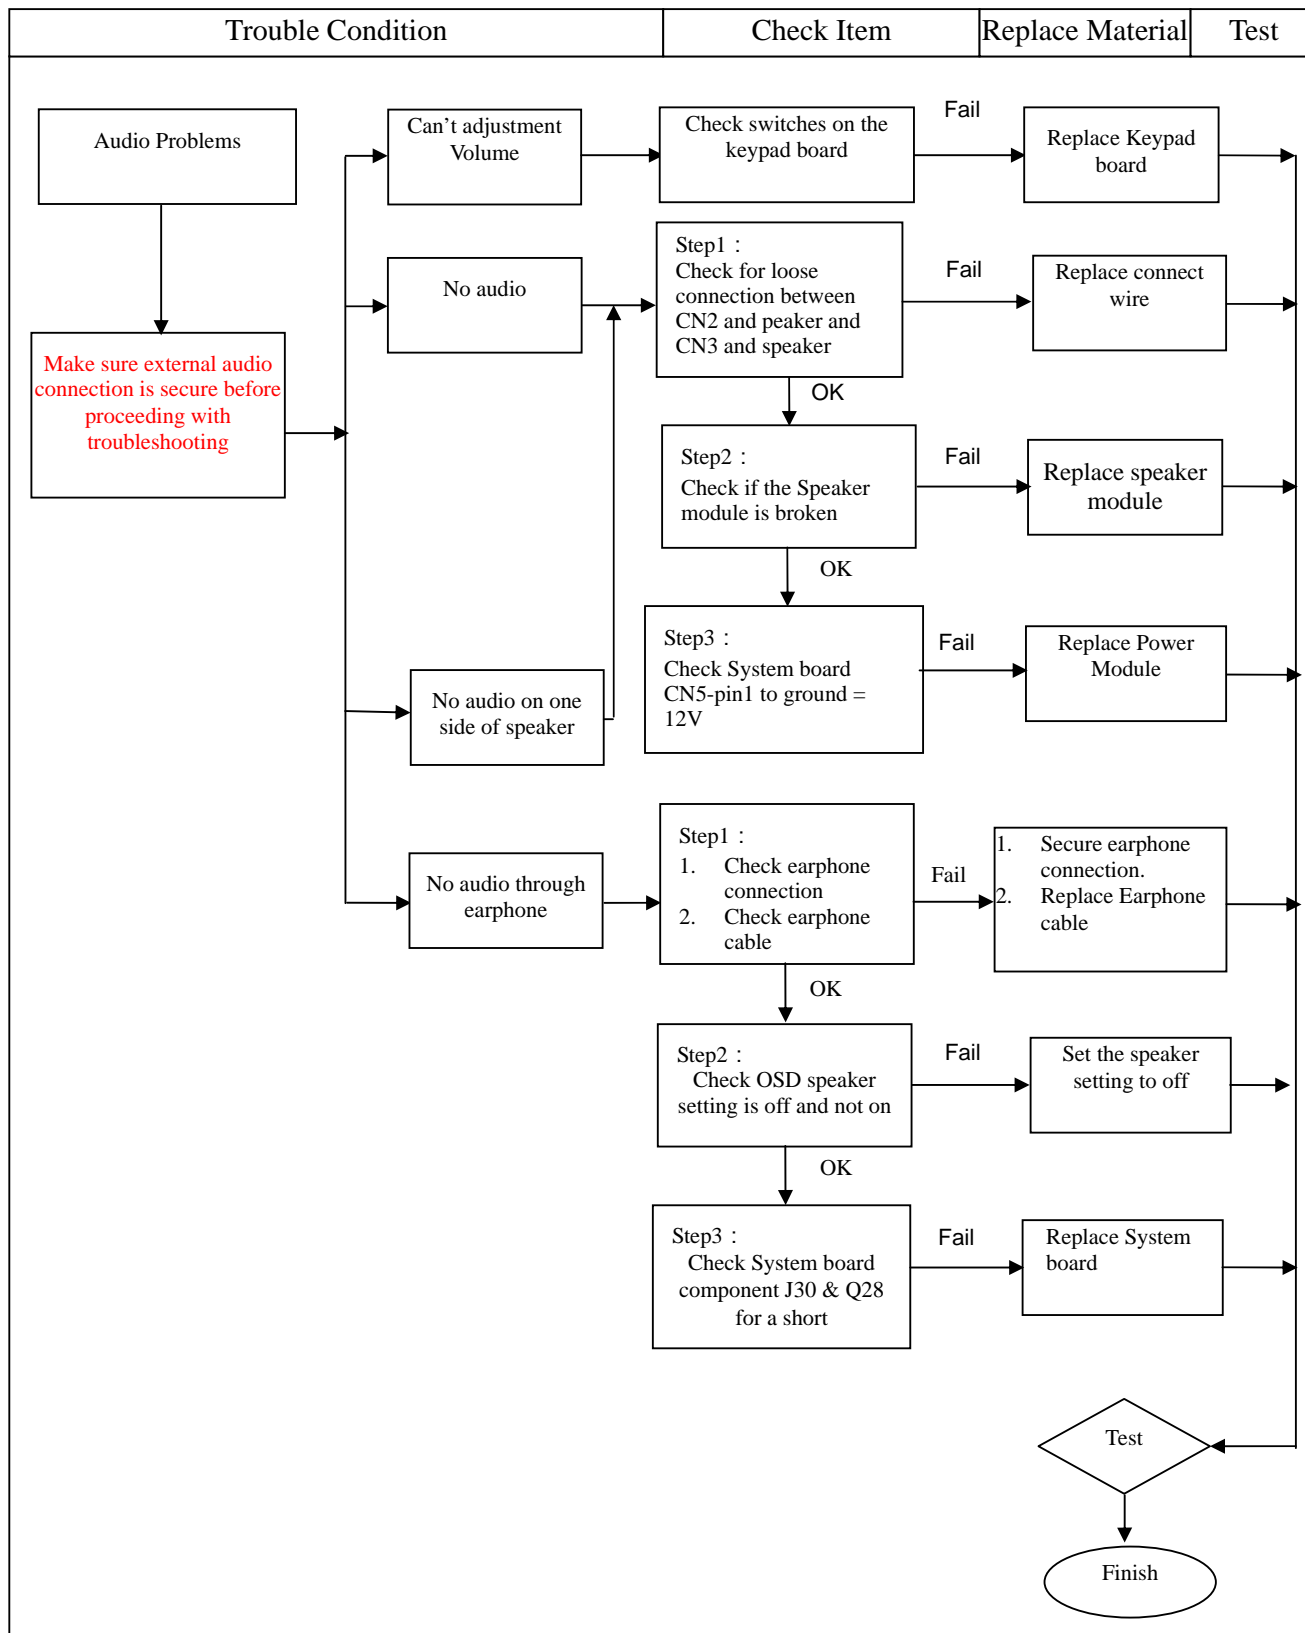 Trouble Condition
Check Item
Replace Material
Test
Audio Problems
Make sure external audio
connection is secure before
proceeding with
troubleshooting
Can’t adjustment
Volume
Check switches on the
keypad board
Fail
Replace Keypad
board
No audio
Step1：
Check for loose
connection between
CN2 and peaker and
CN3 and speaker
Fail
Replace connect
wire
OK
Step2：
Check if the Speaker
module is broken
Fail
Replace speaker
module
OK
No audio on one
side of speaker
Step3：
Check System board
CN5-pin1 to ground =
12V
Fail
Replace Power
Module
No audio through
earphone
Step1：
1. Check earphone
connection
2. Check earphone
cable
Fail
1. Secure earphone
connection.
2. Replace Earphone
cable
OK
Step2：
Check OSD speaker
setting is off and not on
Fail
Set the speaker
setting to off
OK
Step3：
Check System board
component J30 & Q28
for a short
Fail
Replace System
board
Test
Finish